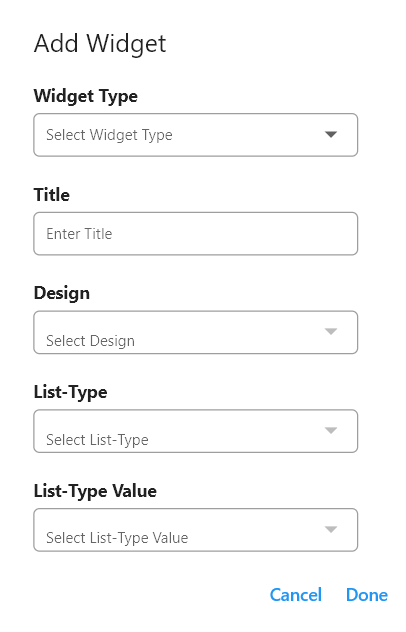 Add Widget
Widget Type
Select Widget Type
Title
Enter Title
Design
Select Design
List-Type
Select List-Type
List-Type Value
Select List-Type Value
Cancel Done